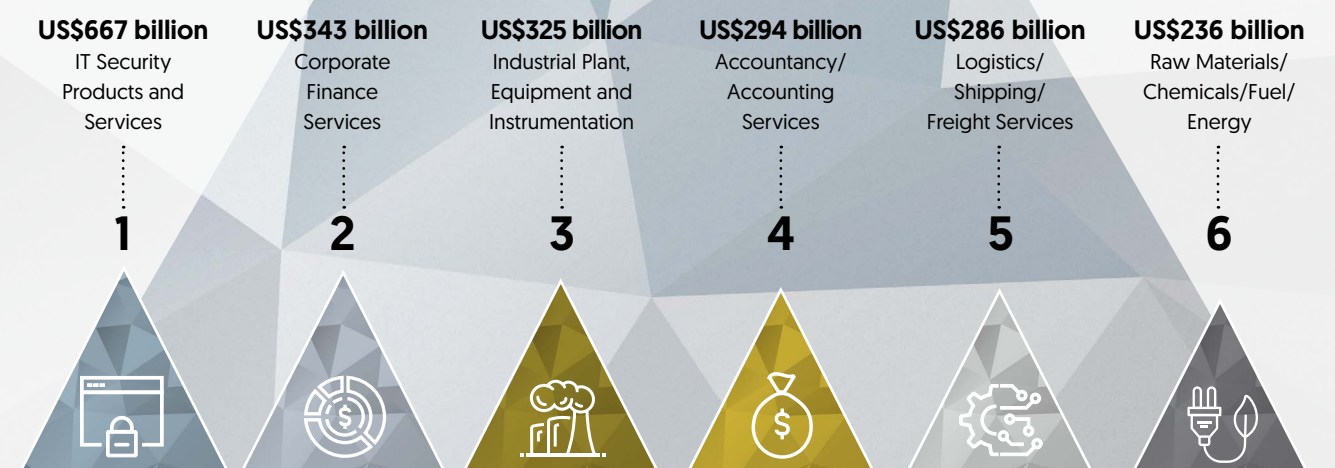 US$667 billion
IT Security
Products and
Services
1
US$343 billion
Corporate
Finance
Services
2
US$325 billion
Industrial Plant,
Equipment and
Instrumentation
3
US$294 billion
Accountancy/
Accounting
Services
4
US$286 billion
Logistics/
Shipping/
Freight Services
5
US$236 billion
Raw Materials/
Chemicals/Fuel/
Energy
6
$
$